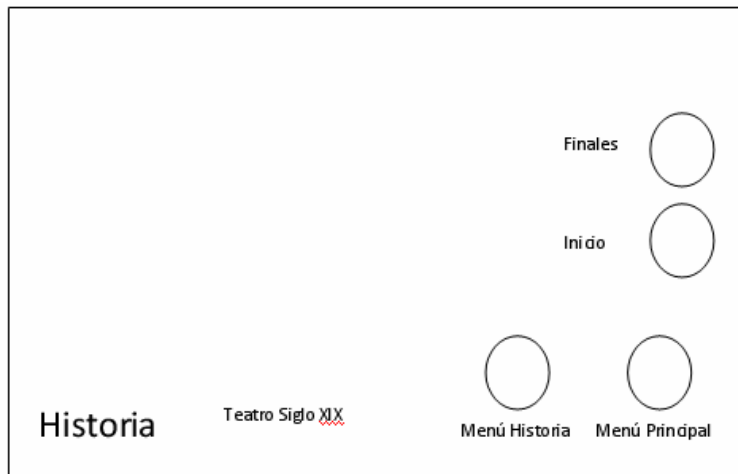 Finales
Inicio
Historia
Teatro Siglo XIX
Menú Historia
Menú Principal